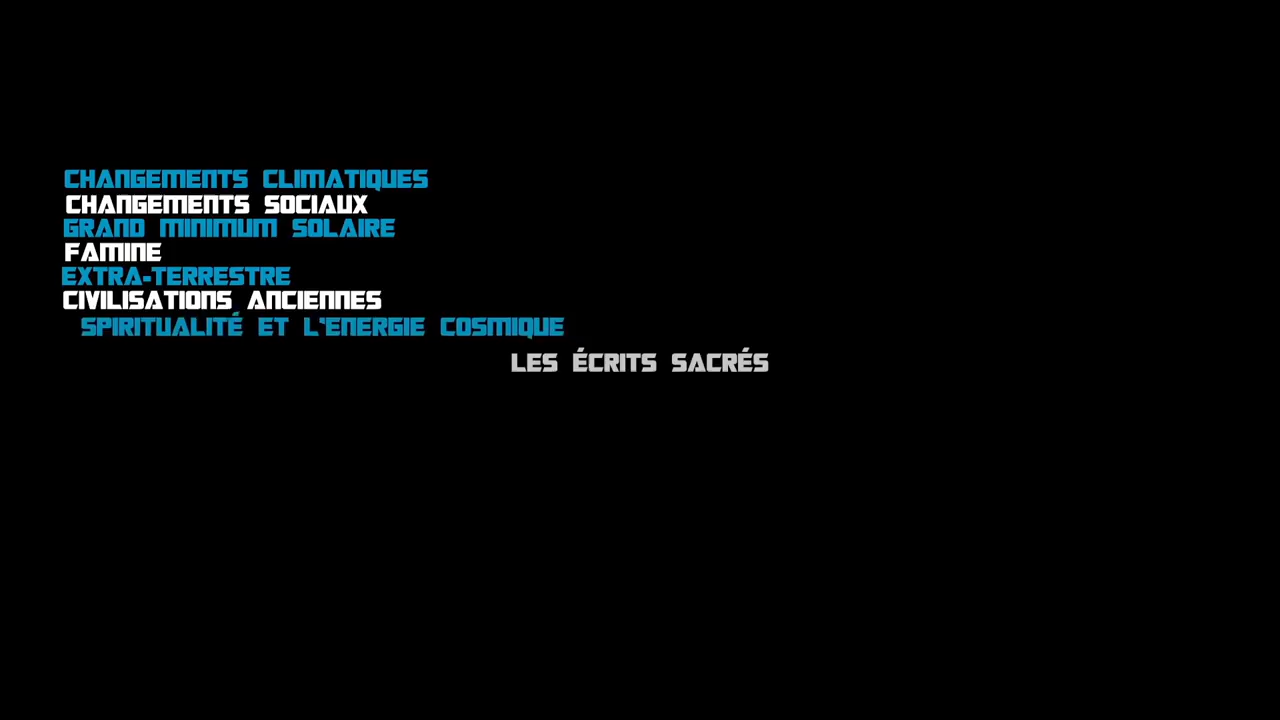 CHANGEMENTS CLIMATIQUES
CHANGEMENTS SOCIAUX
GRAND MINIMUM SOLAIRE
FAMINE
EXTRA-TERRESTRE
CIVILISATIONS ANCIENNES
SPIRITUALITÉ ET L'ENERGIE COSMIQUE
LES ÉCRITS SACRÉS